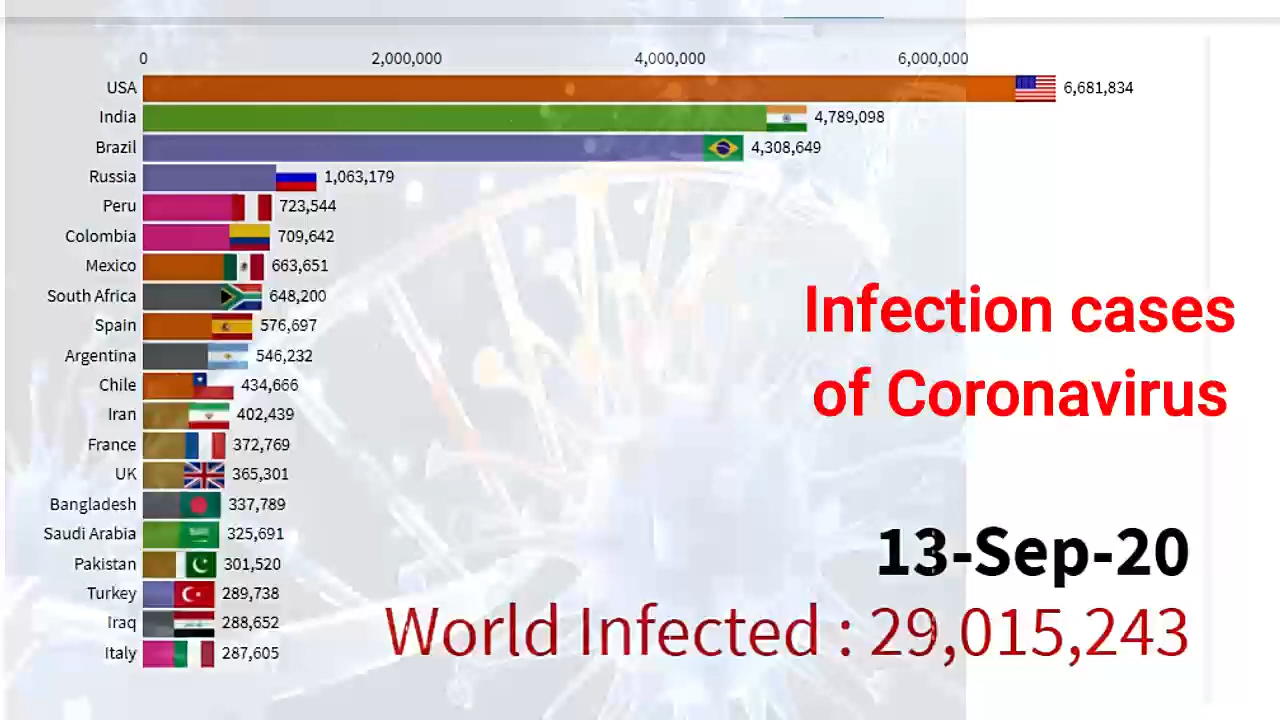 0 2,000,000 4,000,000 6,000,000
USA 6,681,834
India 4,789,098
Brazil 4,308,649
Russia 1,063,179
Peru 723,544
Colombia 709,642
Mexico 663,651
South Africa 648,200
Spain 576,697
Argentina 546,232
Chile 434,666
Iran 402,439
France 372,769
UK 365,301
Bangladesh 337,789
Saudi Arabia 325,691
Pakistan 301,520
Turkey 289,738
Iraq 288,652
Italy 287,605
Infection cases
of Coronavirus
13-Sep-20
World Infected : 29,015,243